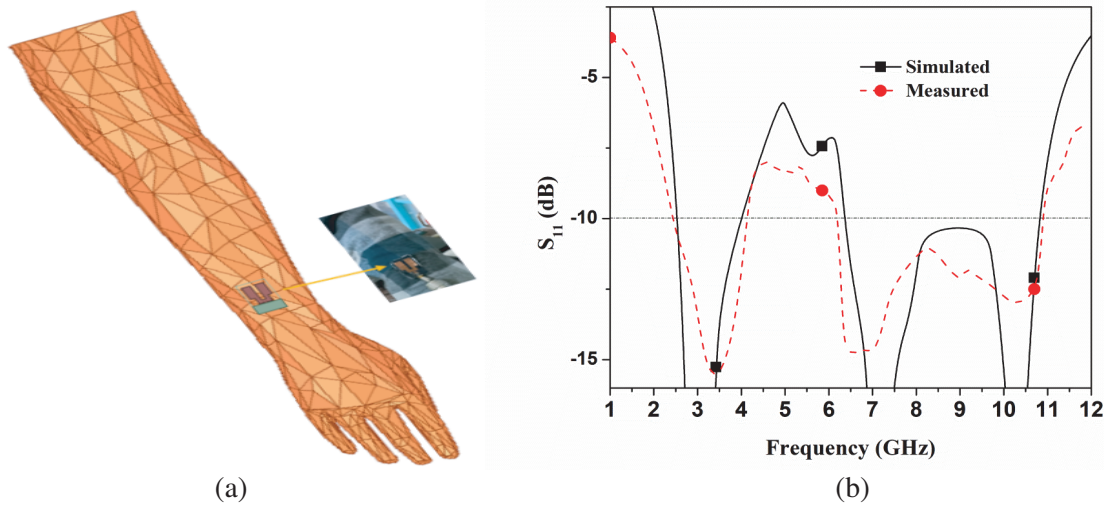 Simulated
Measured
-5
-10
-15
S11 (dB)
1 2 3 4 5 6 7 8 9 10 11 12
Frequency (GHz)
(a) (b)